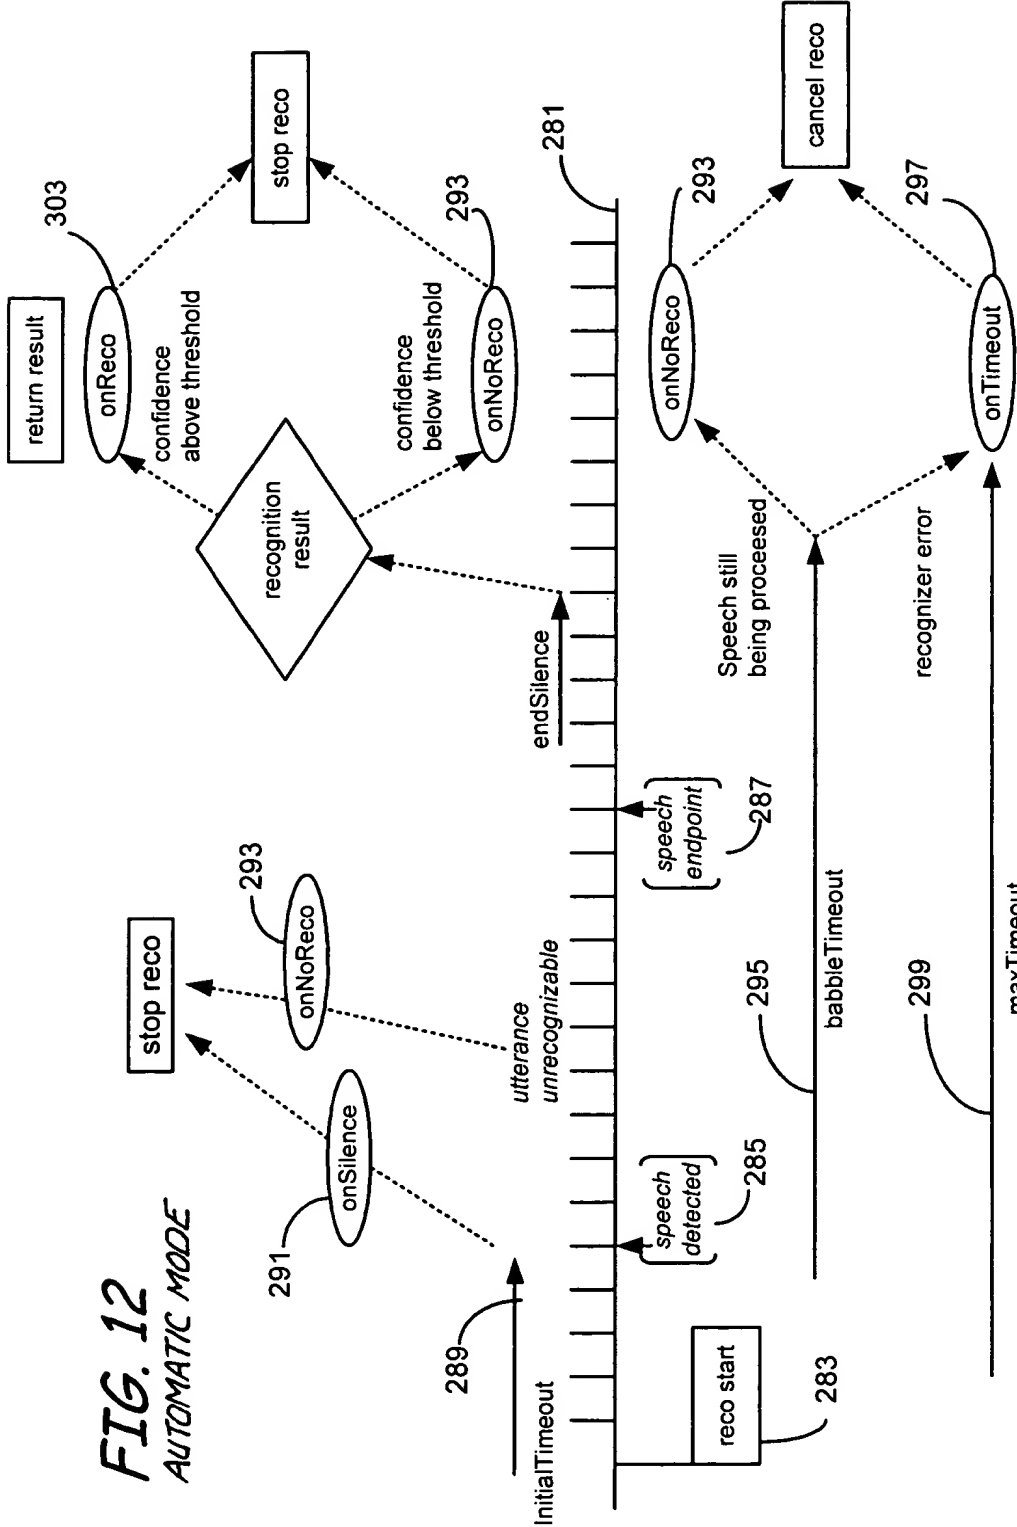 FIG. 12
AUTOMATIC MODE
return result
303
onReco
confidence
above threshold
stop reco
recognition
result
confidence
below threshold
onNoReco
293
stop reco
293
onNoReco
291
onSilence
289
InitialTimeout
utterance
unrecognizable
endSilence
281
reco start
283
speech
detected
285
speech
endpoint
287
Speech still
being proceesed
onNoReco
293
cancel reco
295
babbleTimeout
recognizer error
onTimeout
297
299
maxTimeout